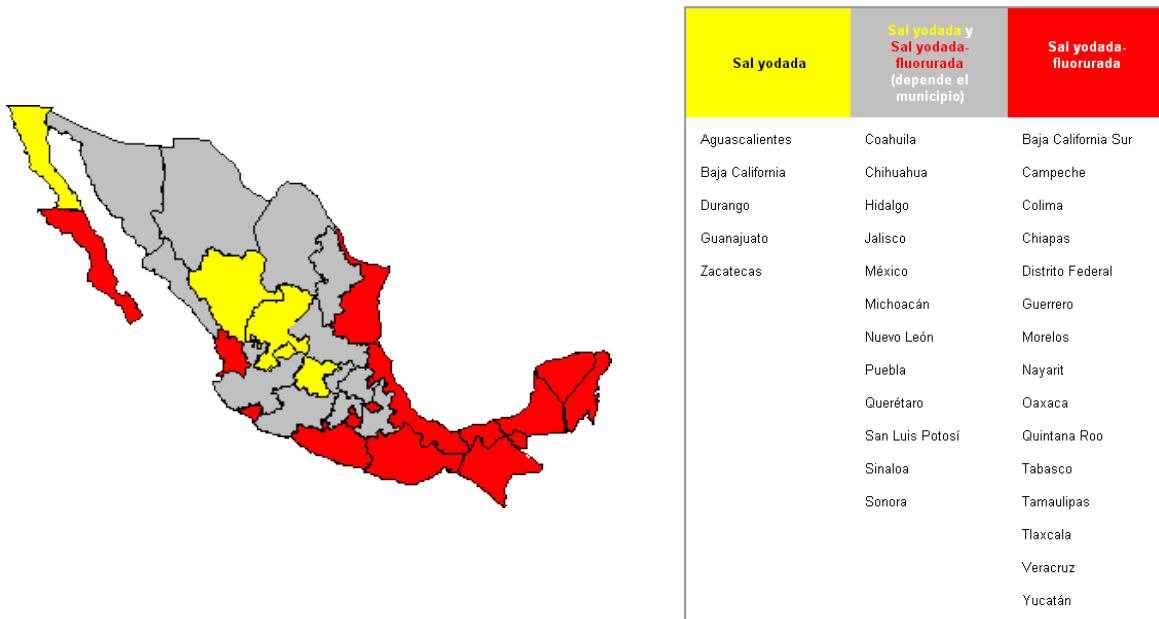 Sal yodada
Sal yodada y
Sal yodada-
fluorurada
(depende el
municipio)
Sal yodada-
fluorurada
Aguascalientes
Baja California
Durango
Guanajuato
Zacatecas
Coahuila
Chihuahua
Hidalgo
Jalisco
México
Michoacán
Nuevo León
Puebla
Querétaro
San Luis Potosí
Sinaloa
Sonora
Baja California Sur
Campeche
Colima
Chiapas
Distrito Federal
Guerrero
Morelos
Nayarit
Oaxaca
Quintana Roo
Tabasco
Tamaulipas
Tlaxcala
Veracruz
Yucatán